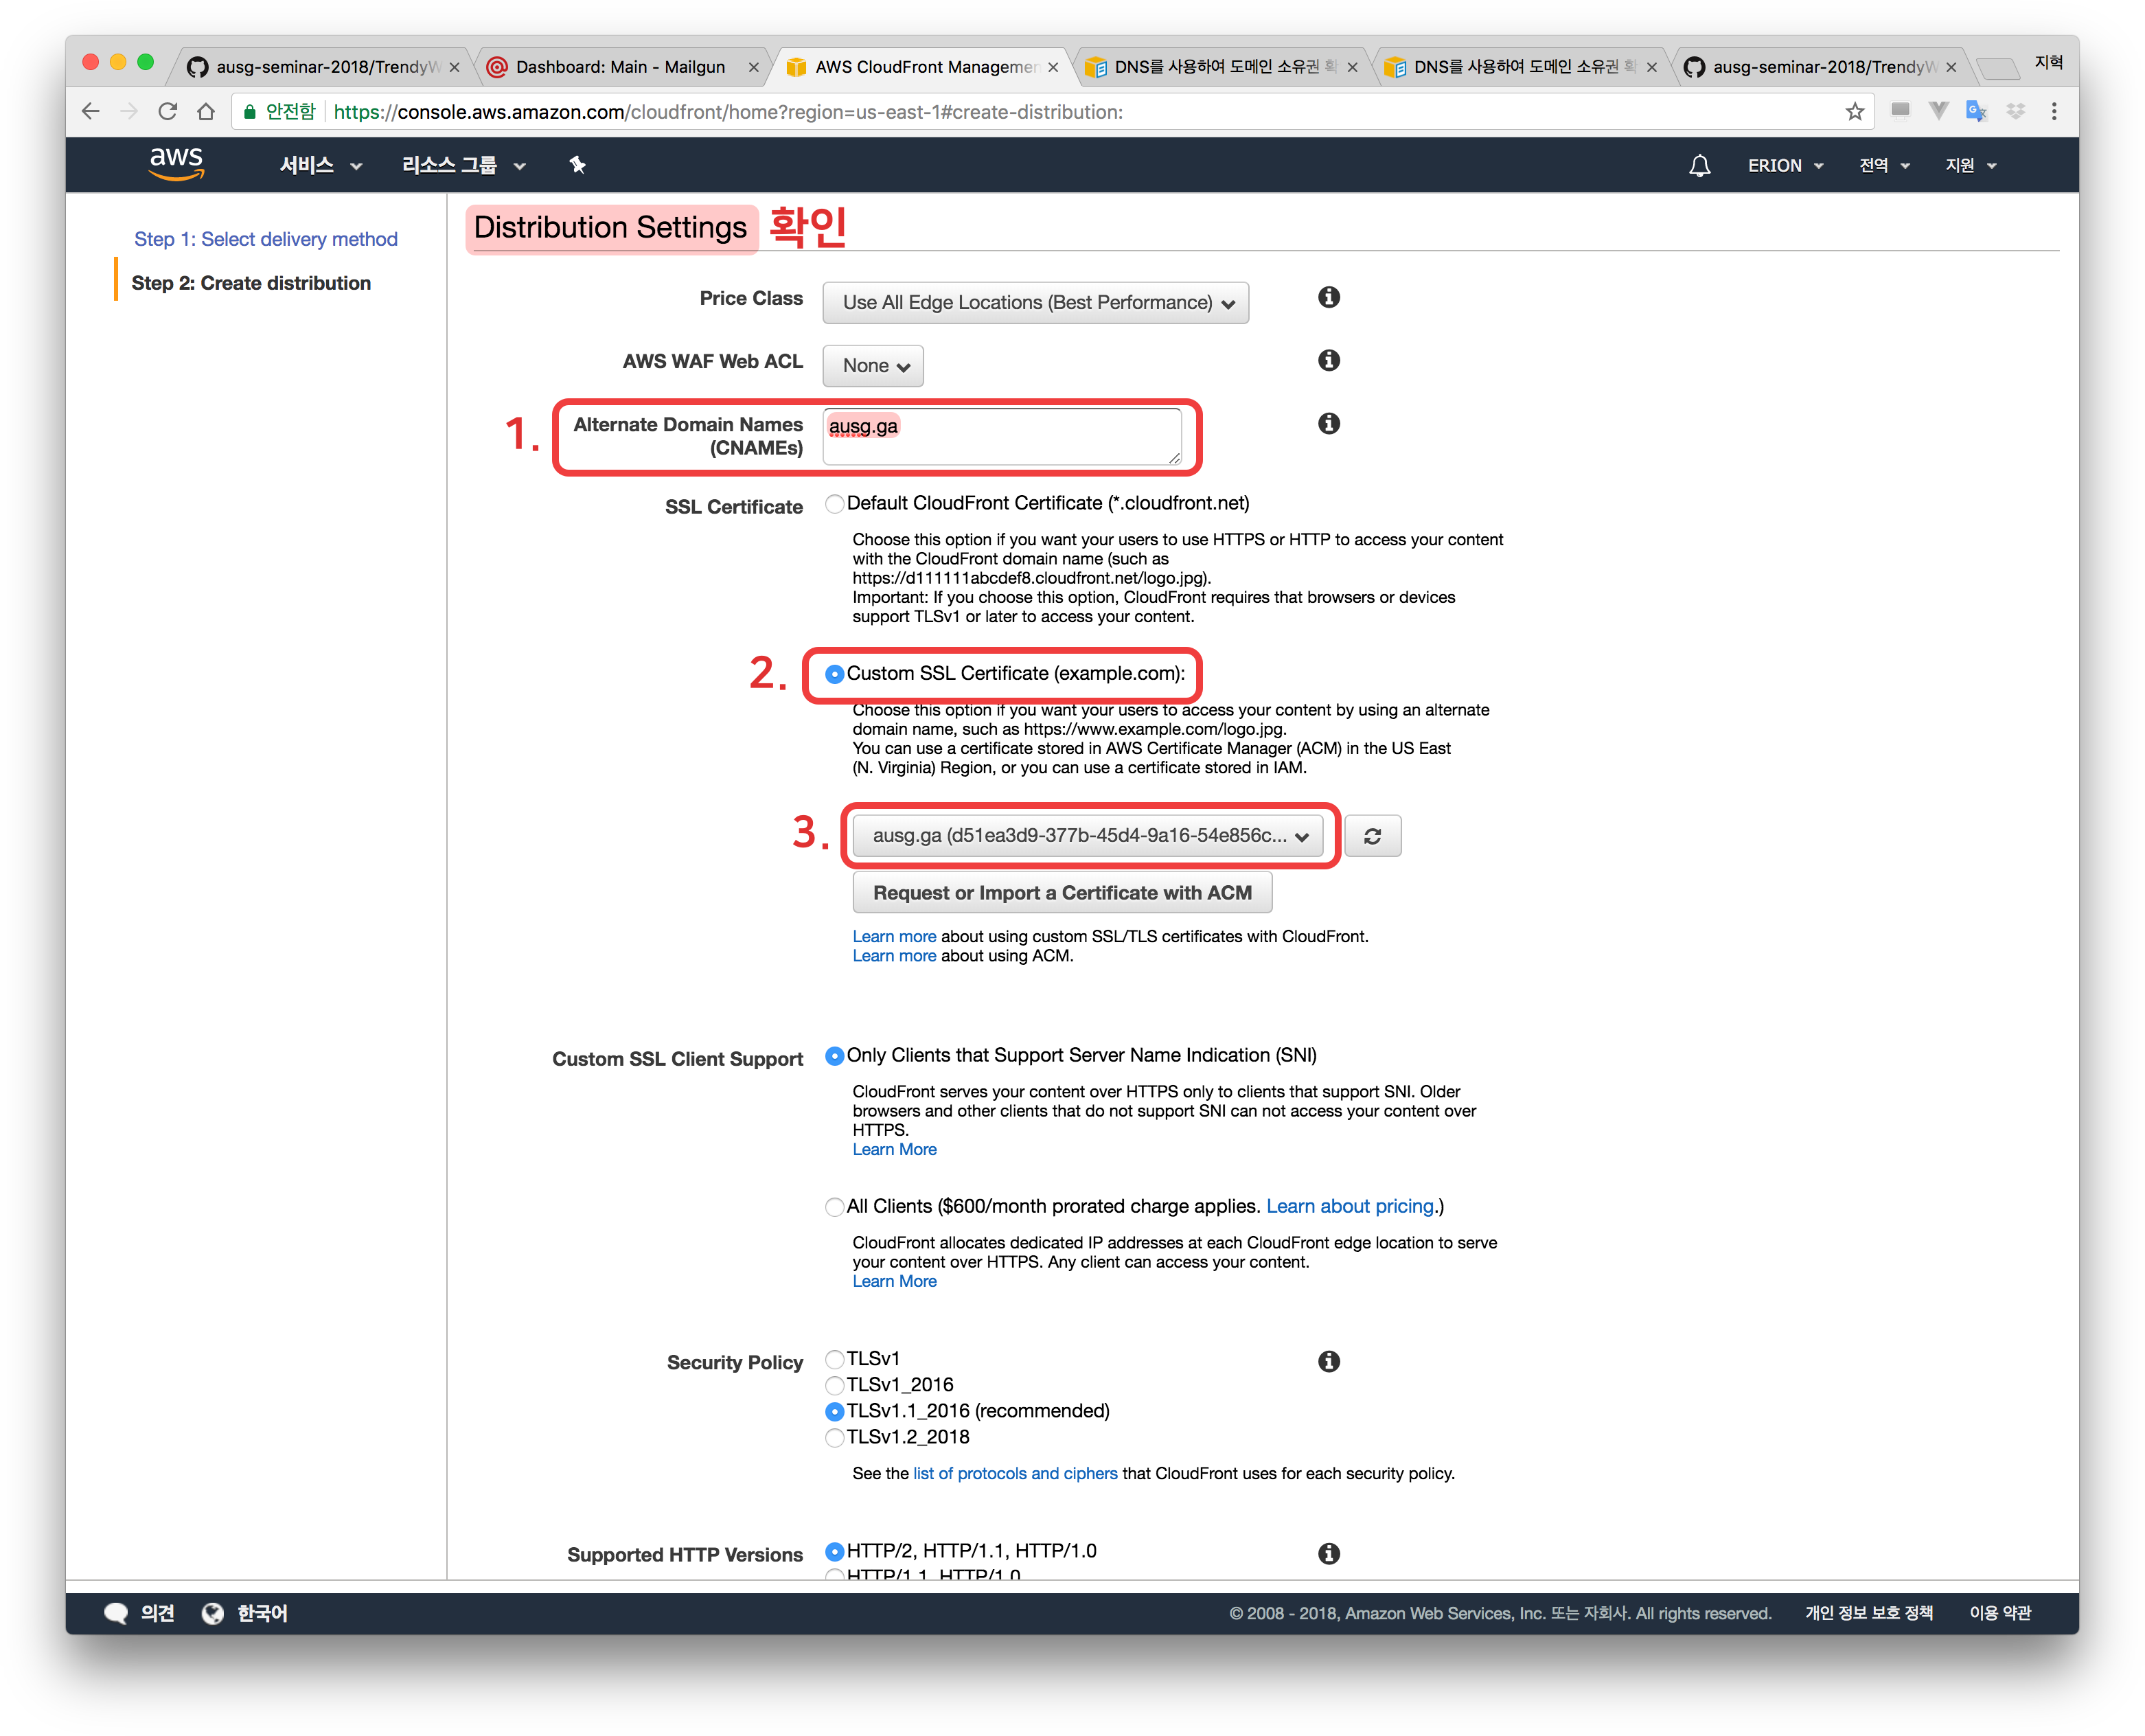 ausg-seminar-2018/TrendyW
Dashboard: Main - Mailgun
AWS CloudFront Managemen
DNS를 사용하여 도메인 소유권 확
DNS를 사용하여 도메인 소유권 확
ausg-seminar-2018/TrendyW
지혁
안전함
https://console.aws.amazon.com/cloudfront/home?region=us-east-1#create-distribution:
aws
서비스
리소스 그룹
ERION
전역
지원
Step 1: Select delivery method
Step 2: Create distribution
Distribution Settings 확인
Price Class
Use All Edge Locations (Best Performance)
AWS WAF Web ACL
None
1.
Alternate Domain Names
(CNAMEs)
ausg.ga
SSL Certificate
Default CloudFront Certificate (*.cloudfront.net)
Choose this option if you want your users to use HTTPS or HTTP to access your content
with the CloudFront domain name (such as
https://d111111abcdef8.cloudfront.net/logo.jpg).
Important: If you choose this option, CloudFront requires that browsers or devices
support TLSv1 or later to access your content.
2.
Custom SSL Certificate (example.com):
Choose this option if you want your users to access your content by using an alternate
domain name, such as https://www.example.com/logo.jpg.
You can use a certificate stored in AWS Certificate Manager (ACM) in the US East
(N. Virginia) Region, or you can use a certificate stored in IAM.
3.
ausg.ga (d51ea3d9-377b-45d4-9a16-54e856c...
Request or Import a Certificate with ACM
Learn more about using custom SSL/TLS certificates with CloudFront.
Learn more about using ACM.
Custom SSL Client Support
Only Clients that Support Server Name Indication (SNI)
CloudFront serves your content over HTTPS only to clients that support SNI. Older
browsers and other clients that do not support SNI can not access your content over
HTTPS.
Learn More
All Clients ($600/month prorated charge applies. Learn about pricing.)
CloudFront allocates dedicated IP addresses at each CloudFront edge location to serve
your content over HTTPS. Any client can access your content.
Learn More
Security Policy
TLSv1
TLSv1_2016
TLSv1.1_2016 (recommended)
TLSv1.2_2018
See the list of protocols and ciphers that CloudFront uses for each security policy.
Supported HTTP Versions
HTTP/2, HTTP/1.1, HTTP/1.0
HTTP/1.1, HTTP/1.0
의견
한국어
© 2008 - 2018, Amazon Web Services, Inc. 또는 자회사. All rights reserved.
개인 정보 보호 정책
이용 약관